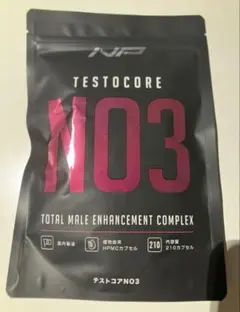 NP
TESTOCORE
NO3
TOTAL MALE ENHANCEMENT COMPLEX
国内製造
植物由来
HPMCカプセル
210
内容量
210カプセル
テストコアNO3